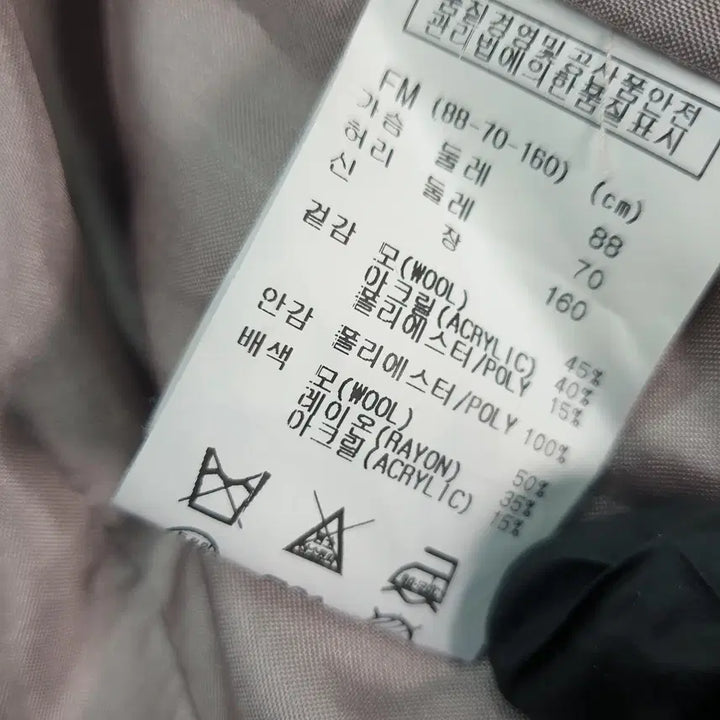 품질경영및공산품안전
관리법에의한품질표시
FM (88-70-160) (cm)
가슴 둘레 88
허리 둘레 70
신 장 160
겉감 모(WOOL) 45%
아크릴(ACRYLIC) 40%
폴리에스터/POLY 15%
안감 폴리에스터/POLY 100%
배색 모(WOOL) 50%
레이온(RAYON) 35%
아크릴(ACRYLIC) 15%